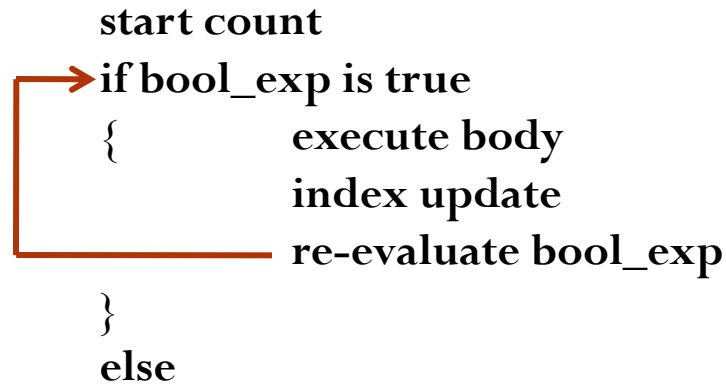 start count
if bool_exp is true
{ execute body
index update
re-evaluate bool_exp
}
else